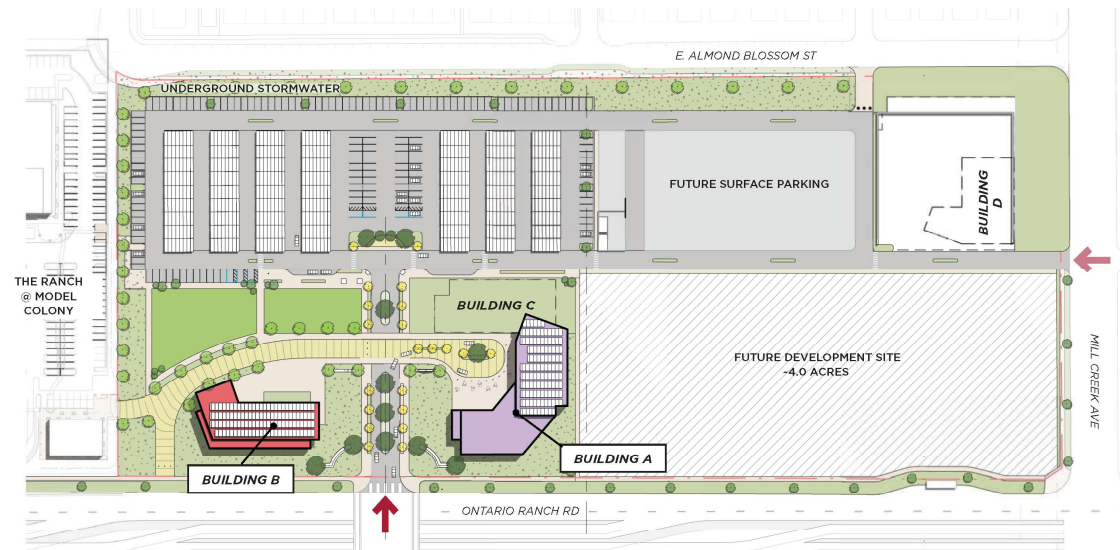 E. ALMOND BLOSSOM ST
UNDERGROUND STORMWATER
FUTURE SURFACE PARKING
BUILDING
D
THE RANCH
@ MODEL
COLONY
BUILDING C
FUTURE DEVELOPMENT SITE
~4.0 ACRES
MILL CREEK AVE
BUILDING A
BUILDING B
ONTARIO RANCH RD